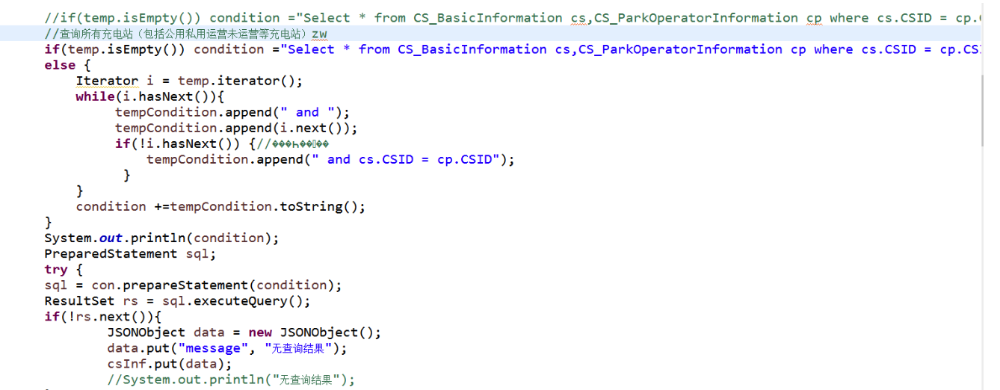 //if(temp.isEmpty()) condition ="Select * from CS_BasicInformation cs,CS_ParkOperatorInformation cp where cs.CSID = cp.
//查询所有充电站（包括公用私用运营未运营等充电站）zw
if(temp.isEmpty()) condition ="Select * from CS_BasicInformation cs,CS_ParkOperatorInformation cp where cs.CSID = cp.CSI
else {
Iterator i = temp.iterator();
while(i.hasNext()){
tempCondition.append(" and ");
tempCondition.append(i.next());
if(!i.hasNext()) {//
tempCondition.append(" and cs.CSID = cp.CSID");
}
}
condition +=tempCondition.toString();
}
System.out.println(condition);
PreparedStatement sql;
try {
sql = con.prepareStatement(condition);
ResultSet rs = sql.executeQuery();
if(!rs.next()){
JSONObject data = new JSONObject();
data.put("message", "无查询结果");
csInf.put(data);
//System.out.println("无查询结果");